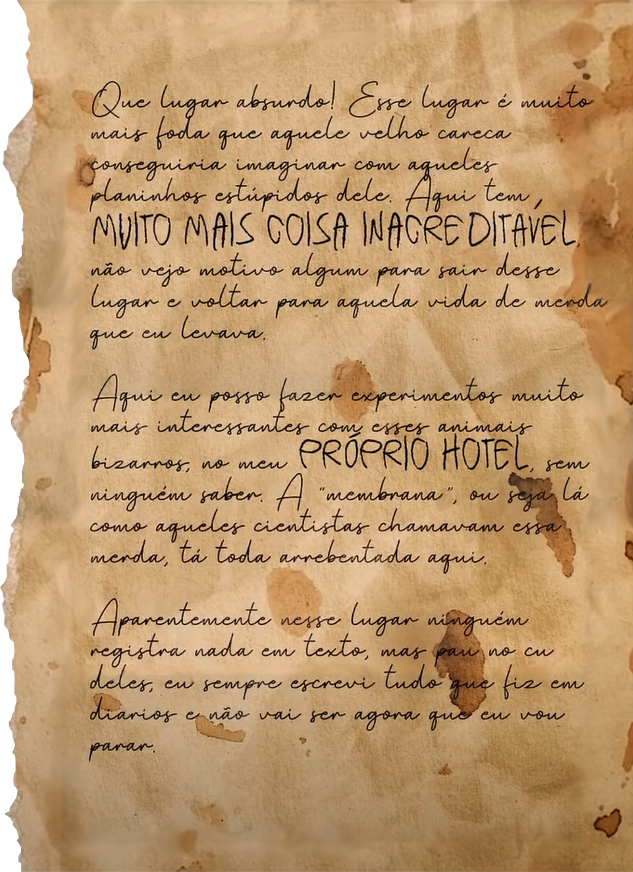 Que lugar absurdo! Esse lugar é muito
mais foda que aquele velho careca
conseguiria imaginar com aqueles
planinhos estúpidos dele. Aqui tem
MUITO MAIS COISA INACREDITÁVEL,
não vejo motivo algum para sair desse
lugar e voltar para aquela vida de merda
que eu levava.
Aqui eu posso fazer experimentos muito
mais interessantes com esses animais
bizarros, no meu PRÓPRIO HOTEL, sem
ninguém saber. A "membrana", ou seja lá
como aqueles cientistas chamavam essa
merda, tá toda arrebentada aqui.
Aparentemente nesse lugar ninguém
registra nada em texto, mas pau no cu
deles, eu sempre escrevi tudo que fiz em
diarios e não vai ser agora que eu vou
parar.